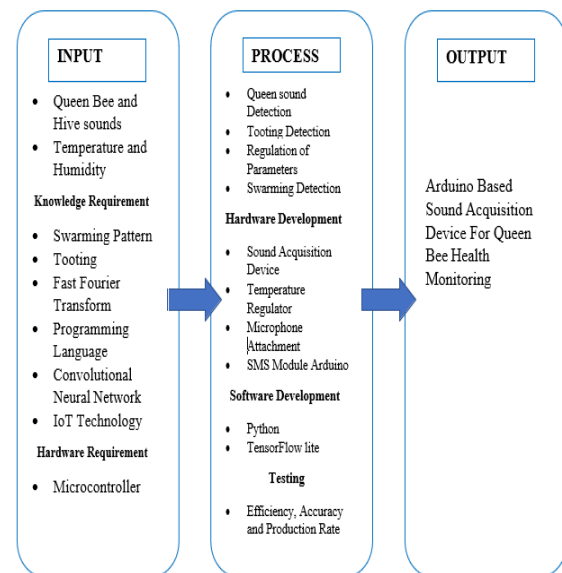 INPUT
• Queen Bee and
Hive sounds
• Temperature and
Humidity
Knowledge Requirement
• Swarming Pattern
• Tooting
• Fast Fourier
Transform
• Programming
Language
• Convolutional
Neural Network
• IoT Technology
Hardware Requirement
• Microcontroller
PROCESS
• Queen sound
Detection
• Tooting Detection
• Regulation of
Parameters
• Swarming Detection
Hardware Development
• Sound Acquisition
Device
• Temperature
Regulator
• Microphone
Attachment
• SMS Module Arduino
Software Development
• Python
• TensorFlow lite
Testing
• Efficiency, Accuracy
and Production Rate
OUTPUT
Arduino Based
Sound Acquisition
Device For Queen
Bee Health
Monitoring